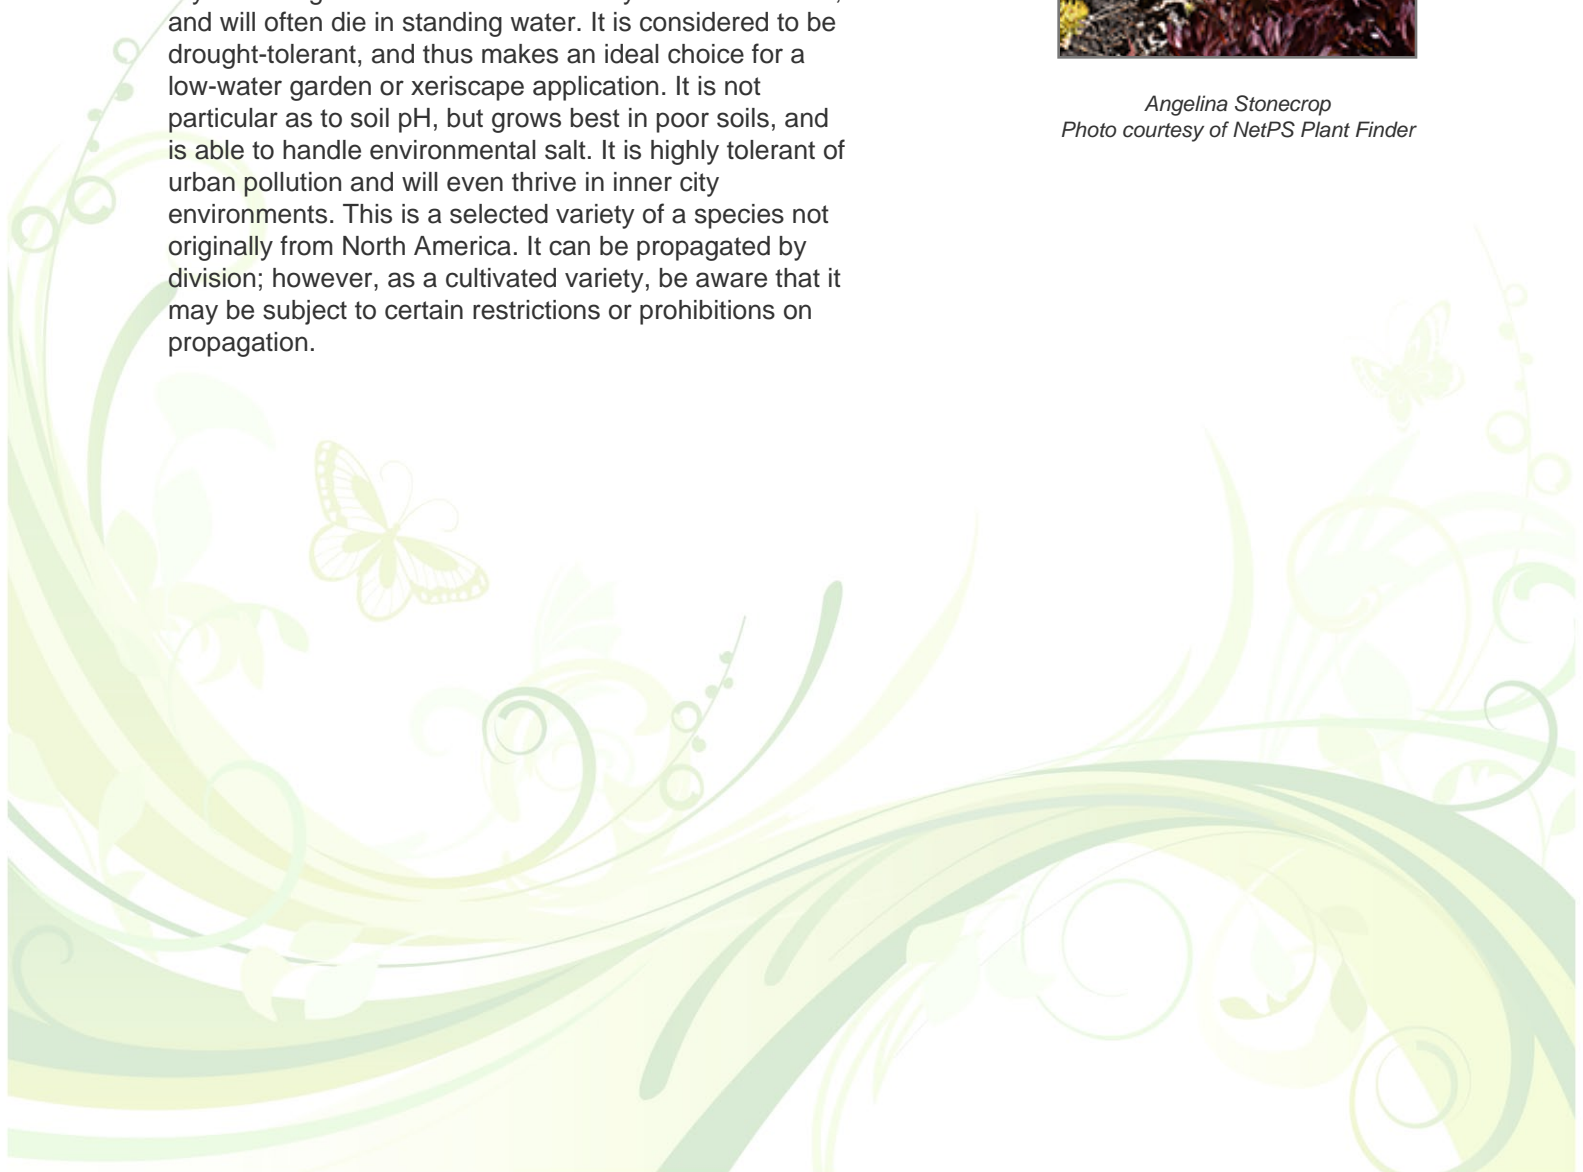 and will often die in standing water. It is considered to be
drought-tolerant, and thus makes an ideal choice for a
low-water garden or xeriscape application. It is not
particular as to soil pH, but grows best in poor soils, and
is able to handle environmental salt. It is highly tolerant of
urban pollution and will even thrive in inner city
environments. This is a selected variety of a species not
originally from North America. It can be propagated by
division; however, as a cultivated variety, be aware that it
may be subject to certain restrictions or prohibitions on
propagation.
Angelina Stonecrop
Photo courtesy of NetPS Plant Finder